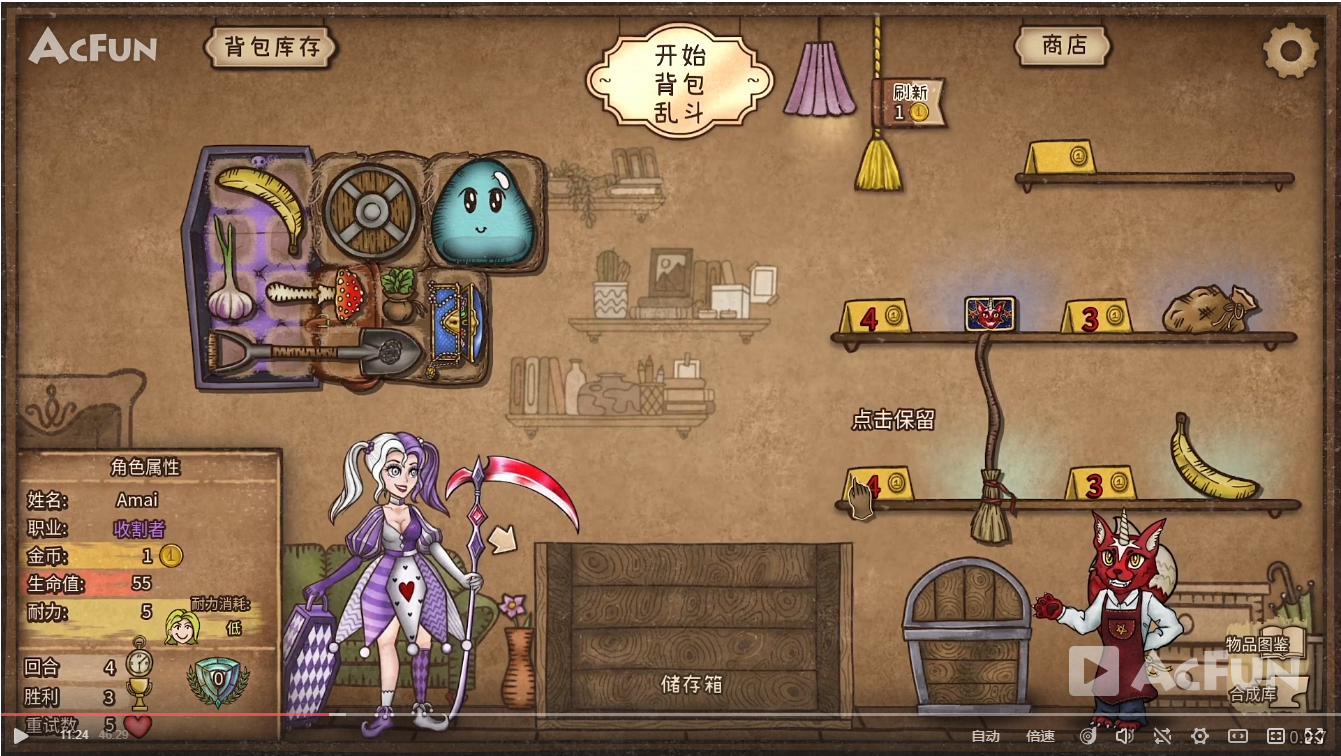 AcFun
背包库存
开始
背包
乱斗
刷新
1
商店
4
3
点击保留
4
3
角色属性
姓名: Amai
职业: 收割者
金币: 1
生命值: 55
耐力: 5
耐力消耗:
低
回合 4
胜利 3
0
重试数 5
储存箱
物品图鉴
合成库
AcFun
11:24 46:29
自动 倍速